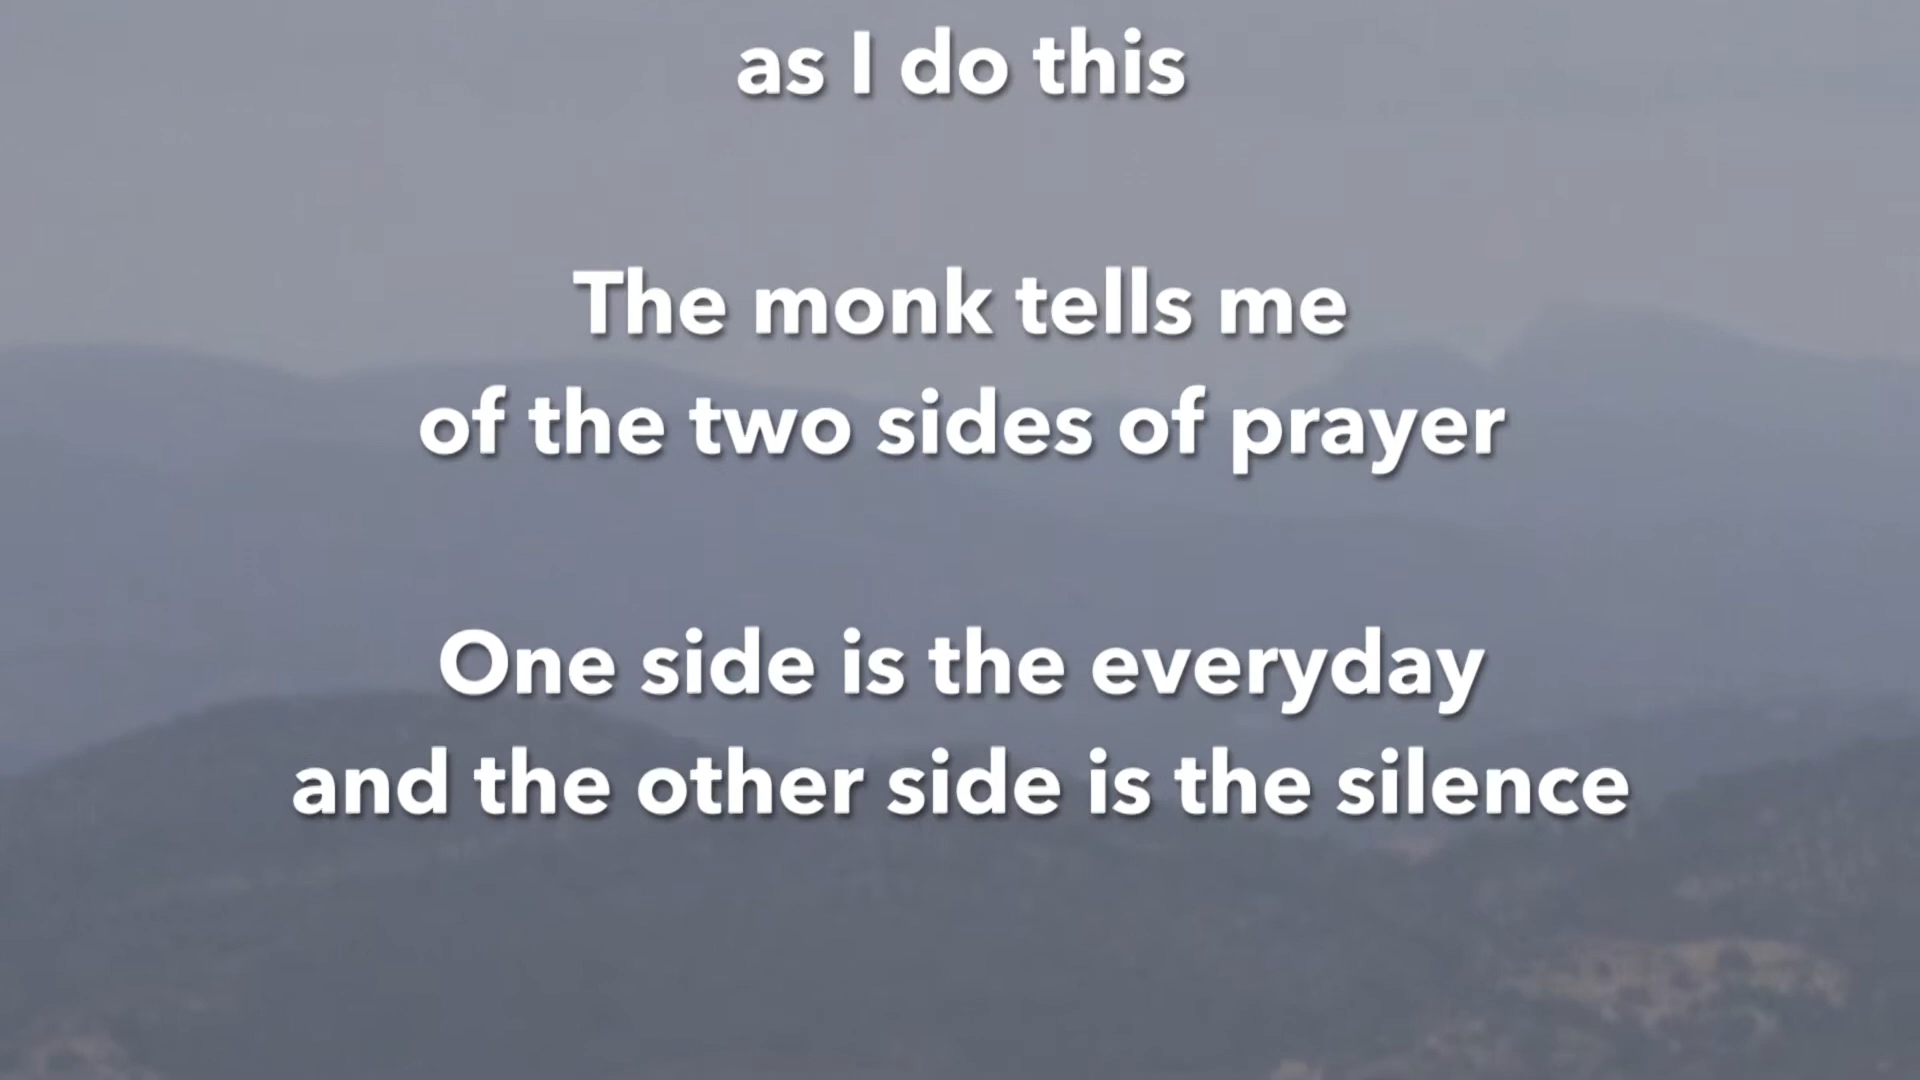 as I do this
The monk tells me
of the two sides of prayer
One side is the everyday
and the other side is the silence